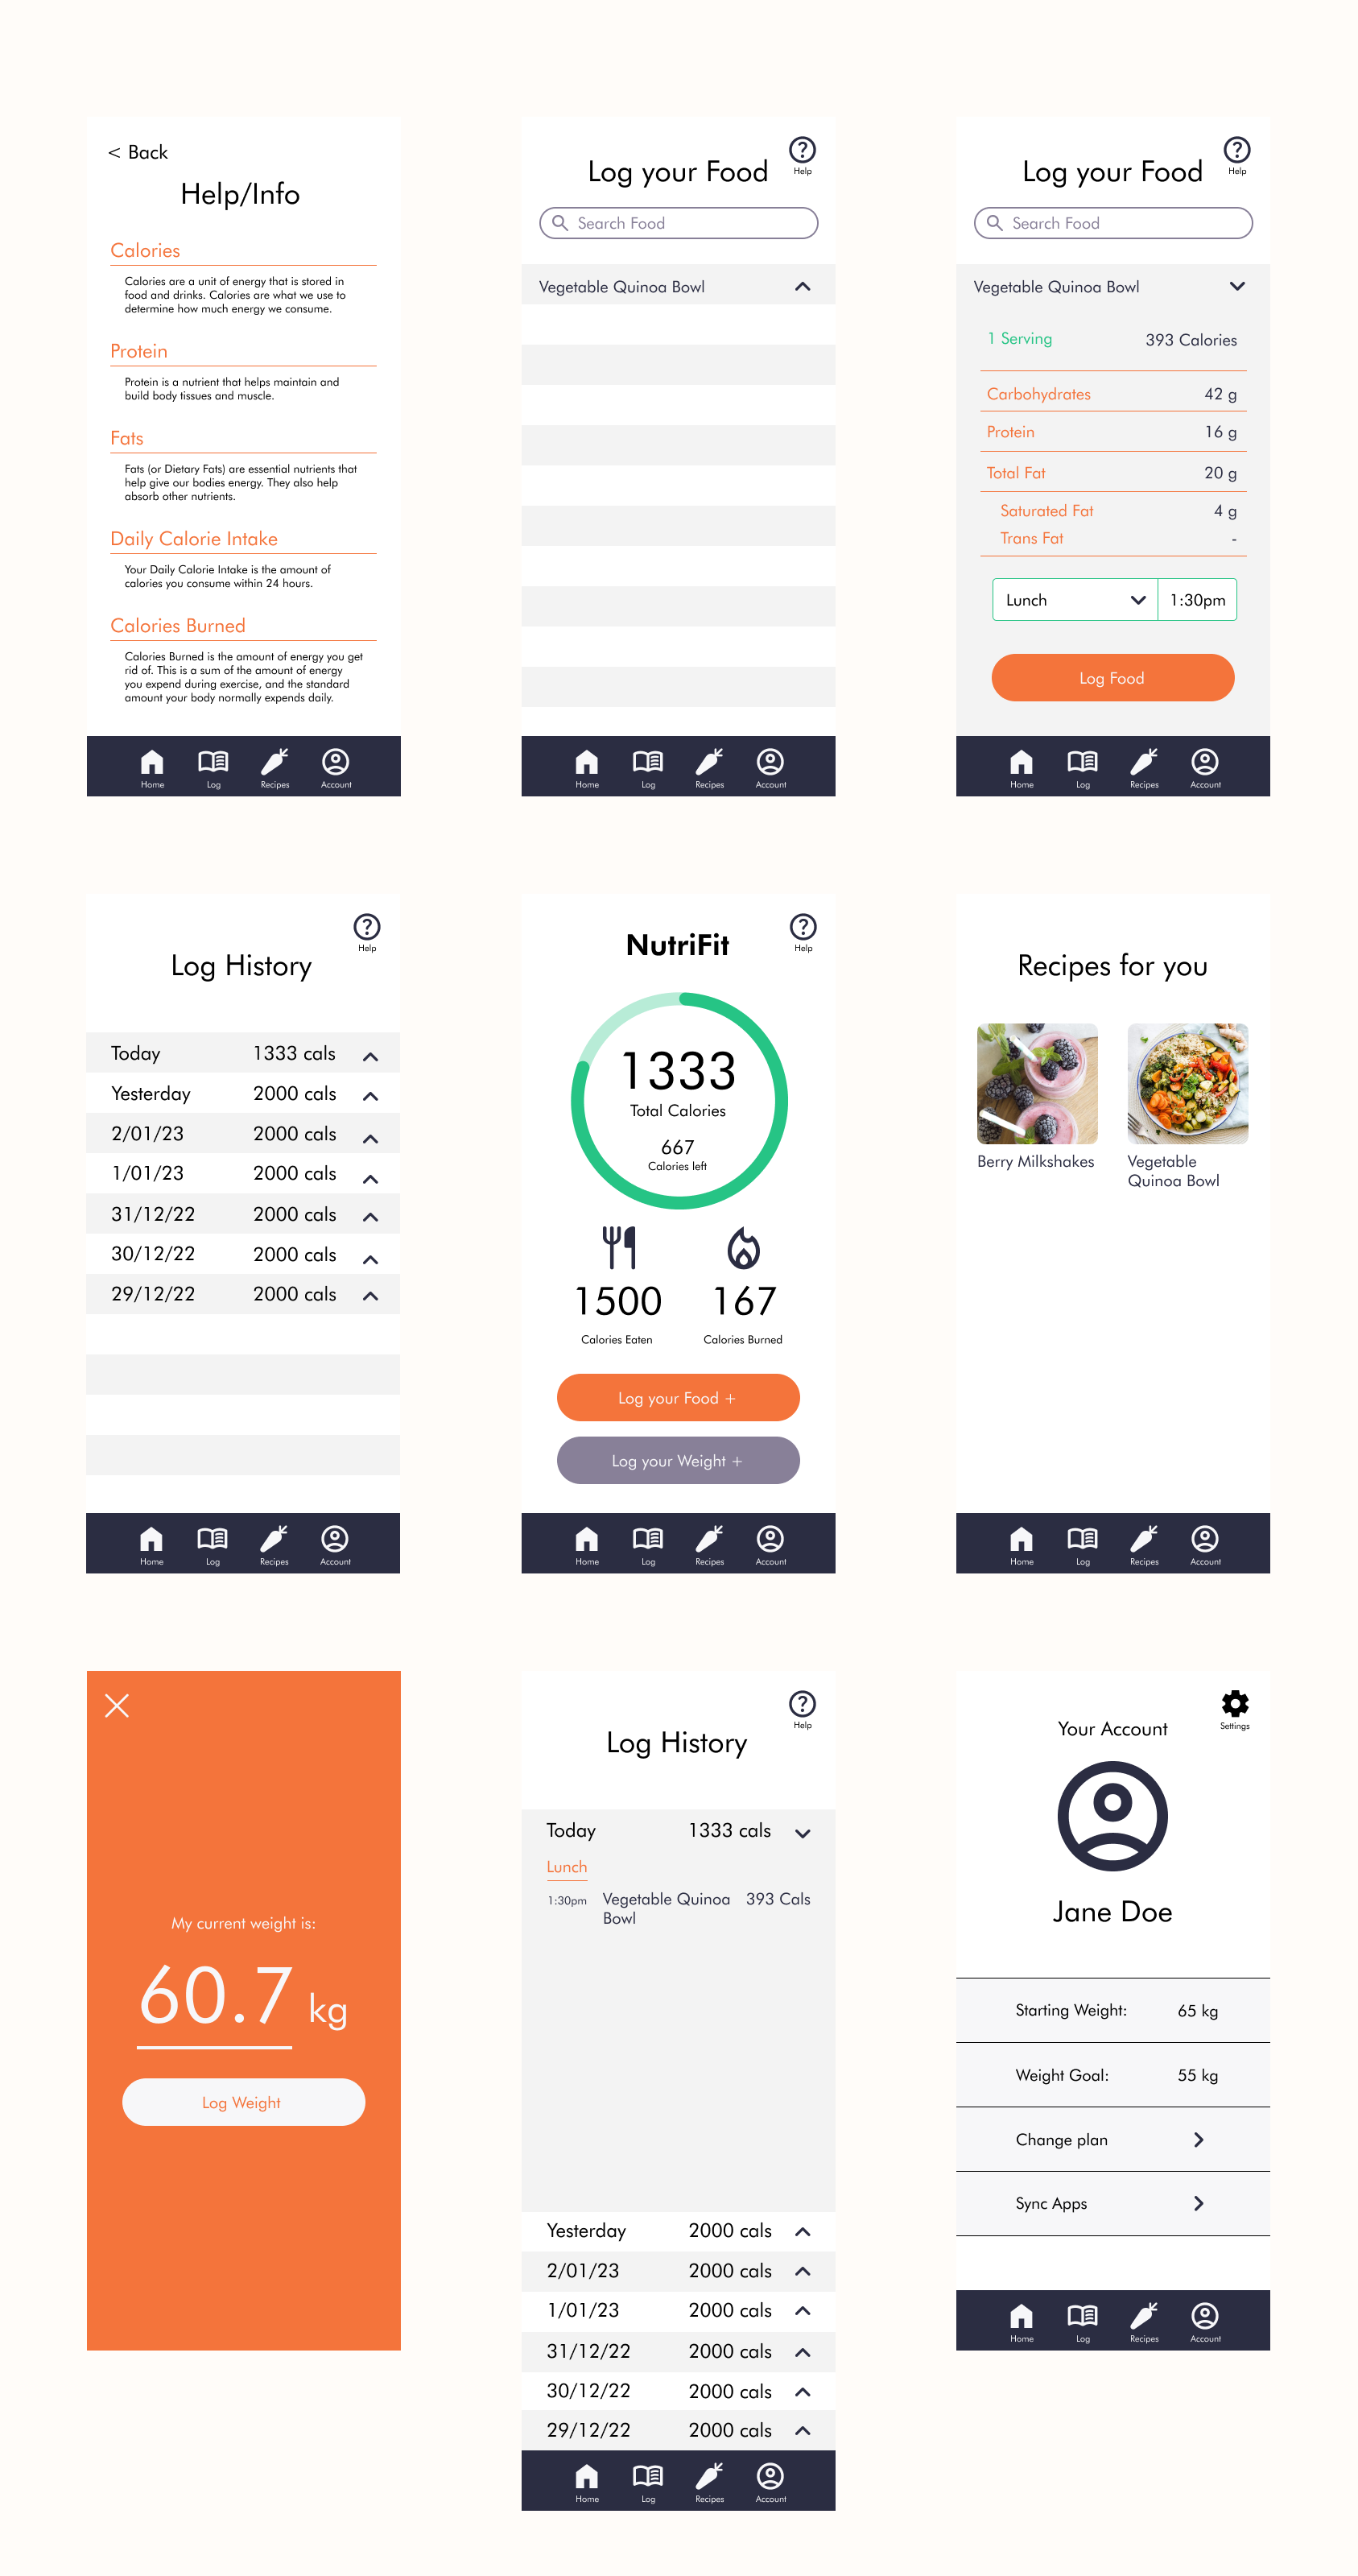 < Back
Help/Info
Calories
Calories are a unit of energy that is stored in
food and drinks. Calories are what we use to
determine how much energy we consume.
Protein
Protein is a nutrient that helps maintain and
build body tissues and muscle.
Fats
Fats (or Dietary Fats) are essential nutrients that
help give our bodies energy. They also help
absorb other nutrients.
Daily Calorie Intake
Your Daily Calorie Intake is the amount of
calories you consume within 24 hours.
Calories Burned
Calories Burned is the amount of energy you get
rid of. This is a sum of the amount of energy
you expend during exercise, and the standard
amount your body normally expends daily.
Home Log Recipes Account
Help
Log your Food
Search Food
Vegetable Quinoa Bowl
Home Log Recipes Account
Help
Log your Food
Search Food
Vegetable Quinoa Bowl
1 Serving 393 Calories
Carbohydrates 42 g
Protein 16 g
Total Fat 20 g
Saturated Fat 4 g
Trans Fat -
Lunch 1:30pm
Log Food
Home Log Recipes Account
Help
Log History
Today 1333 cals
Yesterday 2000 cals
2/01/23 2000 cals
1/01/23 2000 cals
31/12/22 2000 cals
30/12/22 2000 cals
29/12/22 2000 cals
Home Log Recipes Account
NutriFit
Help
1333
Total Calories
667
Calories left
1500 167
Calories Eaten Calories Burned
Log your Food +
Log your Weight +
Home Log Recipes Account
Recipes for you
Berry Milkshakes
Vegetable
Quinoa Bowl
Home Log Recipes Account
My current weight is:
60.7 kg
Log Weight
Help
Log History
Today 1333 cals
Lunch
1:30pm Vegetable Quinoa 393 Cals
Bowl
Yesterday 2000 cals
2/01/23 2000 cals
1/01/23 2000 cals
31/12/22 2000 cals
30/12/22 2000 cals
29/12/22 2000 cals
Home Log Recipes Account
Settings
Your Account
Jane Doe
Starting Weight: 65 kg
Weight Goal: 55 kg
Change plan
Sync Apps
Home Log Recipes Account